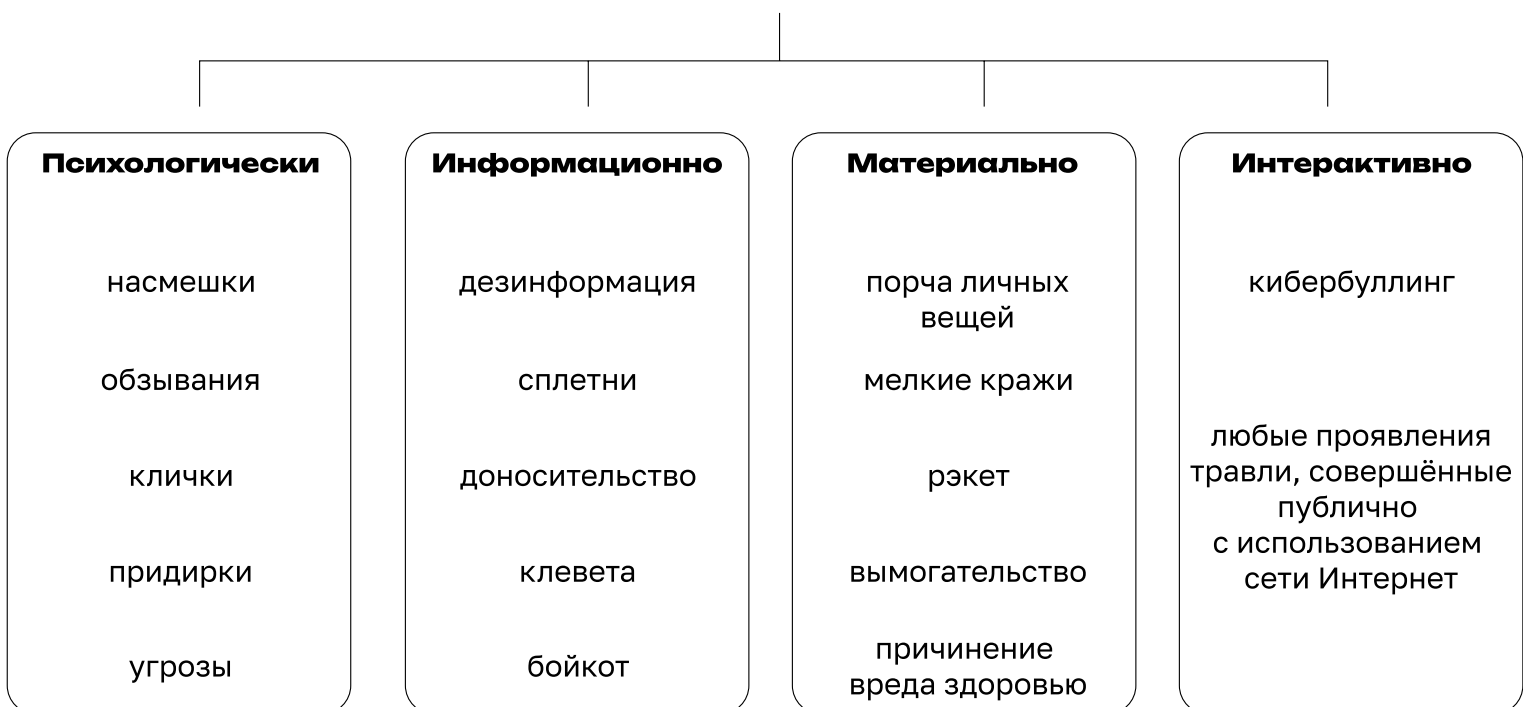 Психологически
насмешки
обзывания
клички
придирки
угрозы
Информационно
дезинформация
сплетни
доносительство
клевета
бойкот
Материально
порча личных
вещей
мелкие кражи
рэкет
вымогательство
причинение
вреда здоровью
Интерактивно
кибербуллинг
любые проявления
травли, совершённые
публично
с использованием
сети Интернет